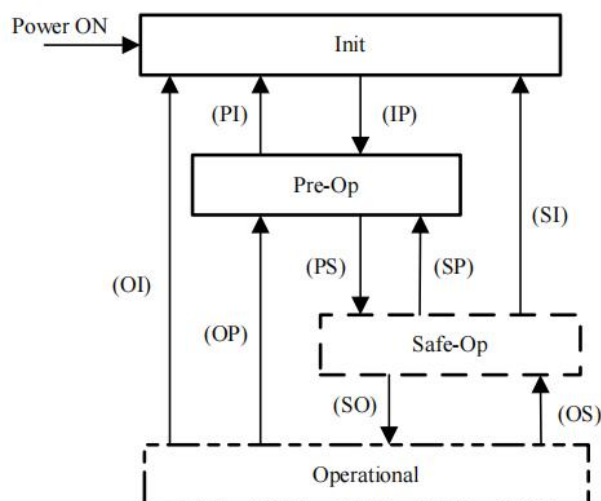 Power ON
Init
(PI)
(IP)
Pre-Op
(SI)
(PS)
(SP)
(OI)
(OP)
Safe-Op
(SO)
(OS)
Operational